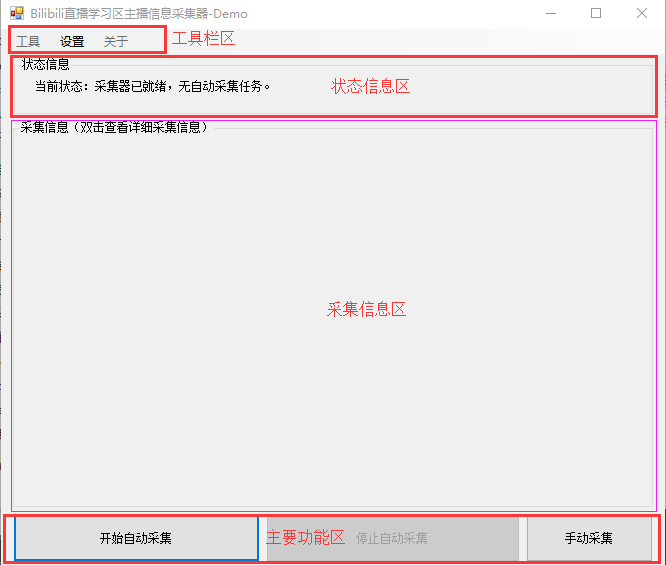 Bilibili直播学习区主播信息采集器-Demo
工具 设置 关于 工具栏区
状态信息
当前状态：采集器已就绪，无自动采集任务。 状态信息区
采集信息（双击查看详细采集信息）
采集信息区
开始自动采集 主要功能区 停止自动采集 手动采集